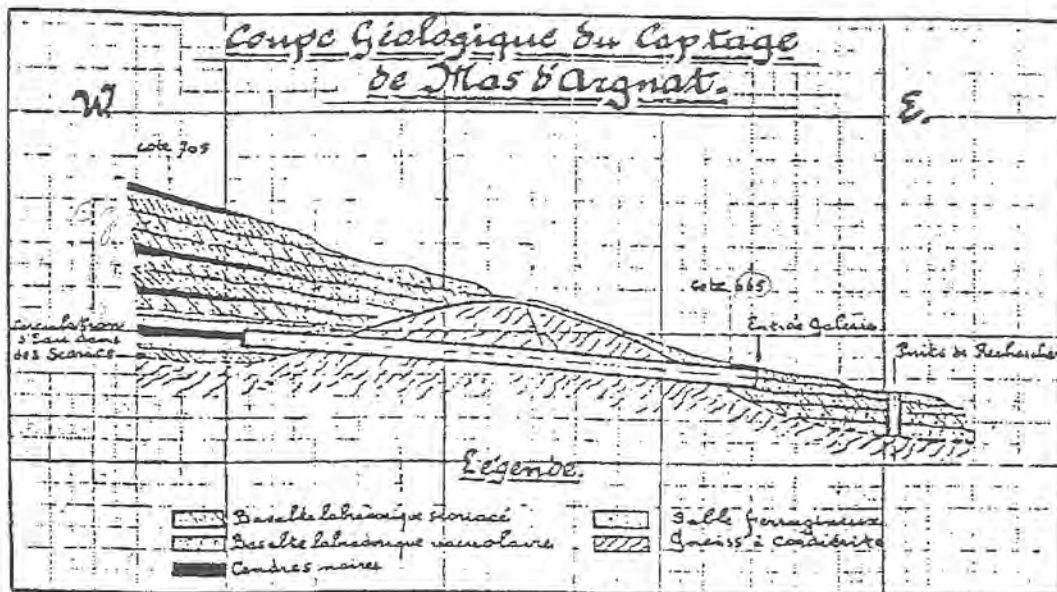 Coupe Géologique du Captage
de Mas d'Argnat.
W.
E.
cote 705
cote 665
Entrée Galerie
Puits de Recherche
Circulation
d'Eau dans
des Scories
Légende.
Basalte labradorique scoriacé
Basalte labradorique vacuolaire
Cendres noires
Sable ferrugineux
Gneiss à cordiérite